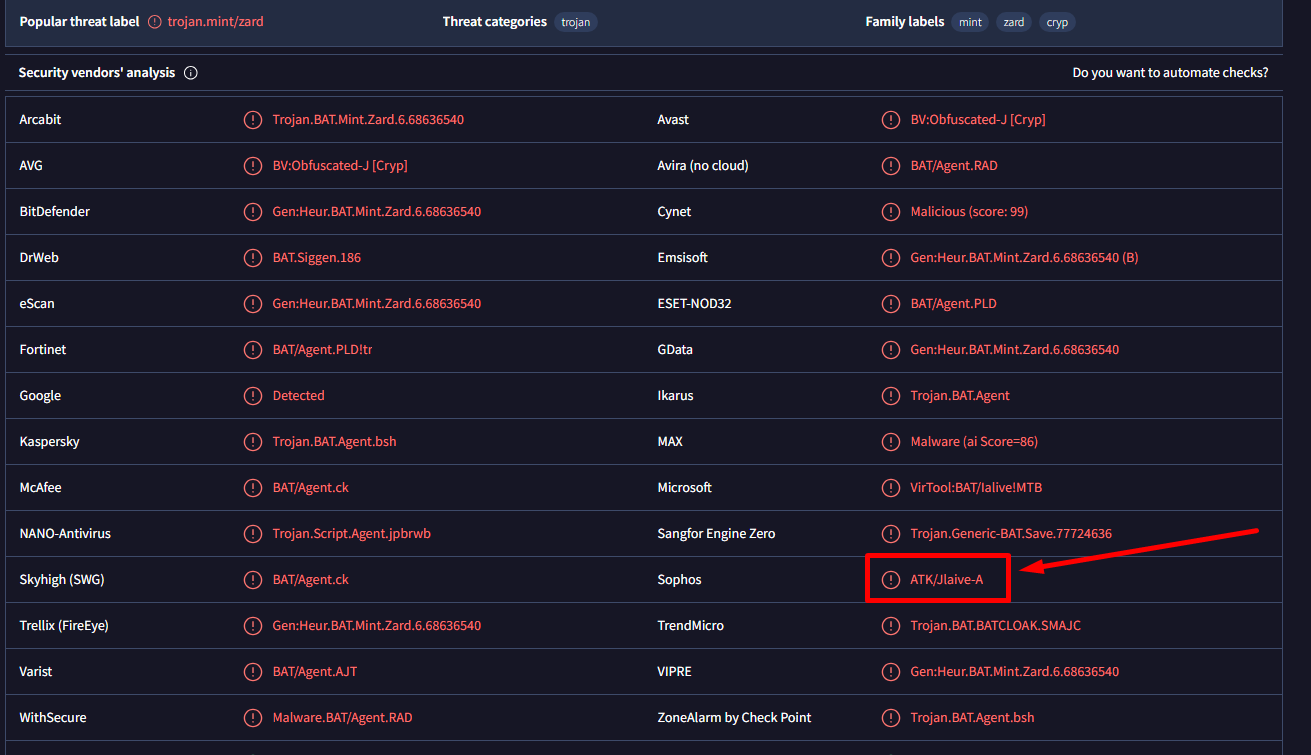 Popular threat label trojan.mint/zard Threat categories trojan Family labels mint zard cryp
Security vendors' analysis Do you want to automate checks?
Arcabit Trojan.BAT.Mint.Zard.6.68636540 Avast BV:Obfuscated-J [Cryp]
AVG BV:Obfuscated-J [Cryp] Avira (no cloud) BAT/Agent.RAD
BitDefender Gen:Heur.BAT.Mint.Zard.6.68636540 Cynet Malicious (score: 99)
DrWeb BAT.Siggen.186 Emsisoft Gen:Heur.BAT.Mint.Zard.6.68636540 (B)
eScan Gen:Heur.BAT.Mint.Zard.6.68636540 ESET-NOD32 BAT/Agent.PLD
Fortinet BAT/Agent.PLD!tr GData Gen:Heur.BAT.Mint.Zard.6.68636540
Google Detected Ikarus Trojan.BAT.Agent
Kaspersky Trojan.BAT.Agent.bsh MAX Malware (ai Score=86)
McAfee BAT/Agent.ck Microsoft VirTool:BAT/Ialive!MTB
NANO-Antivirus Trojan.Script.Agent.jpbrwb Sangfor Engine Zero Trojan.Generic-BAT.Save.77724636
Skyhigh (SWG) BAT/Agent.ck Sophos ATK/Jlaive-A
Trellix (FireEye) Gen:Heur.BAT.Mint.Zard.6.68636540 TrendMicro Trojan.BAT.BATCLOAK.SMAJC
Varist BAT/Agent.AJT VIPRE Gen:Heur.BAT.Mint.Zard.6.68636540
WithSecure Malware.BAT/Agent.RAD ZoneAlarm by Check Point Trojan.BAT.Agent.bsh